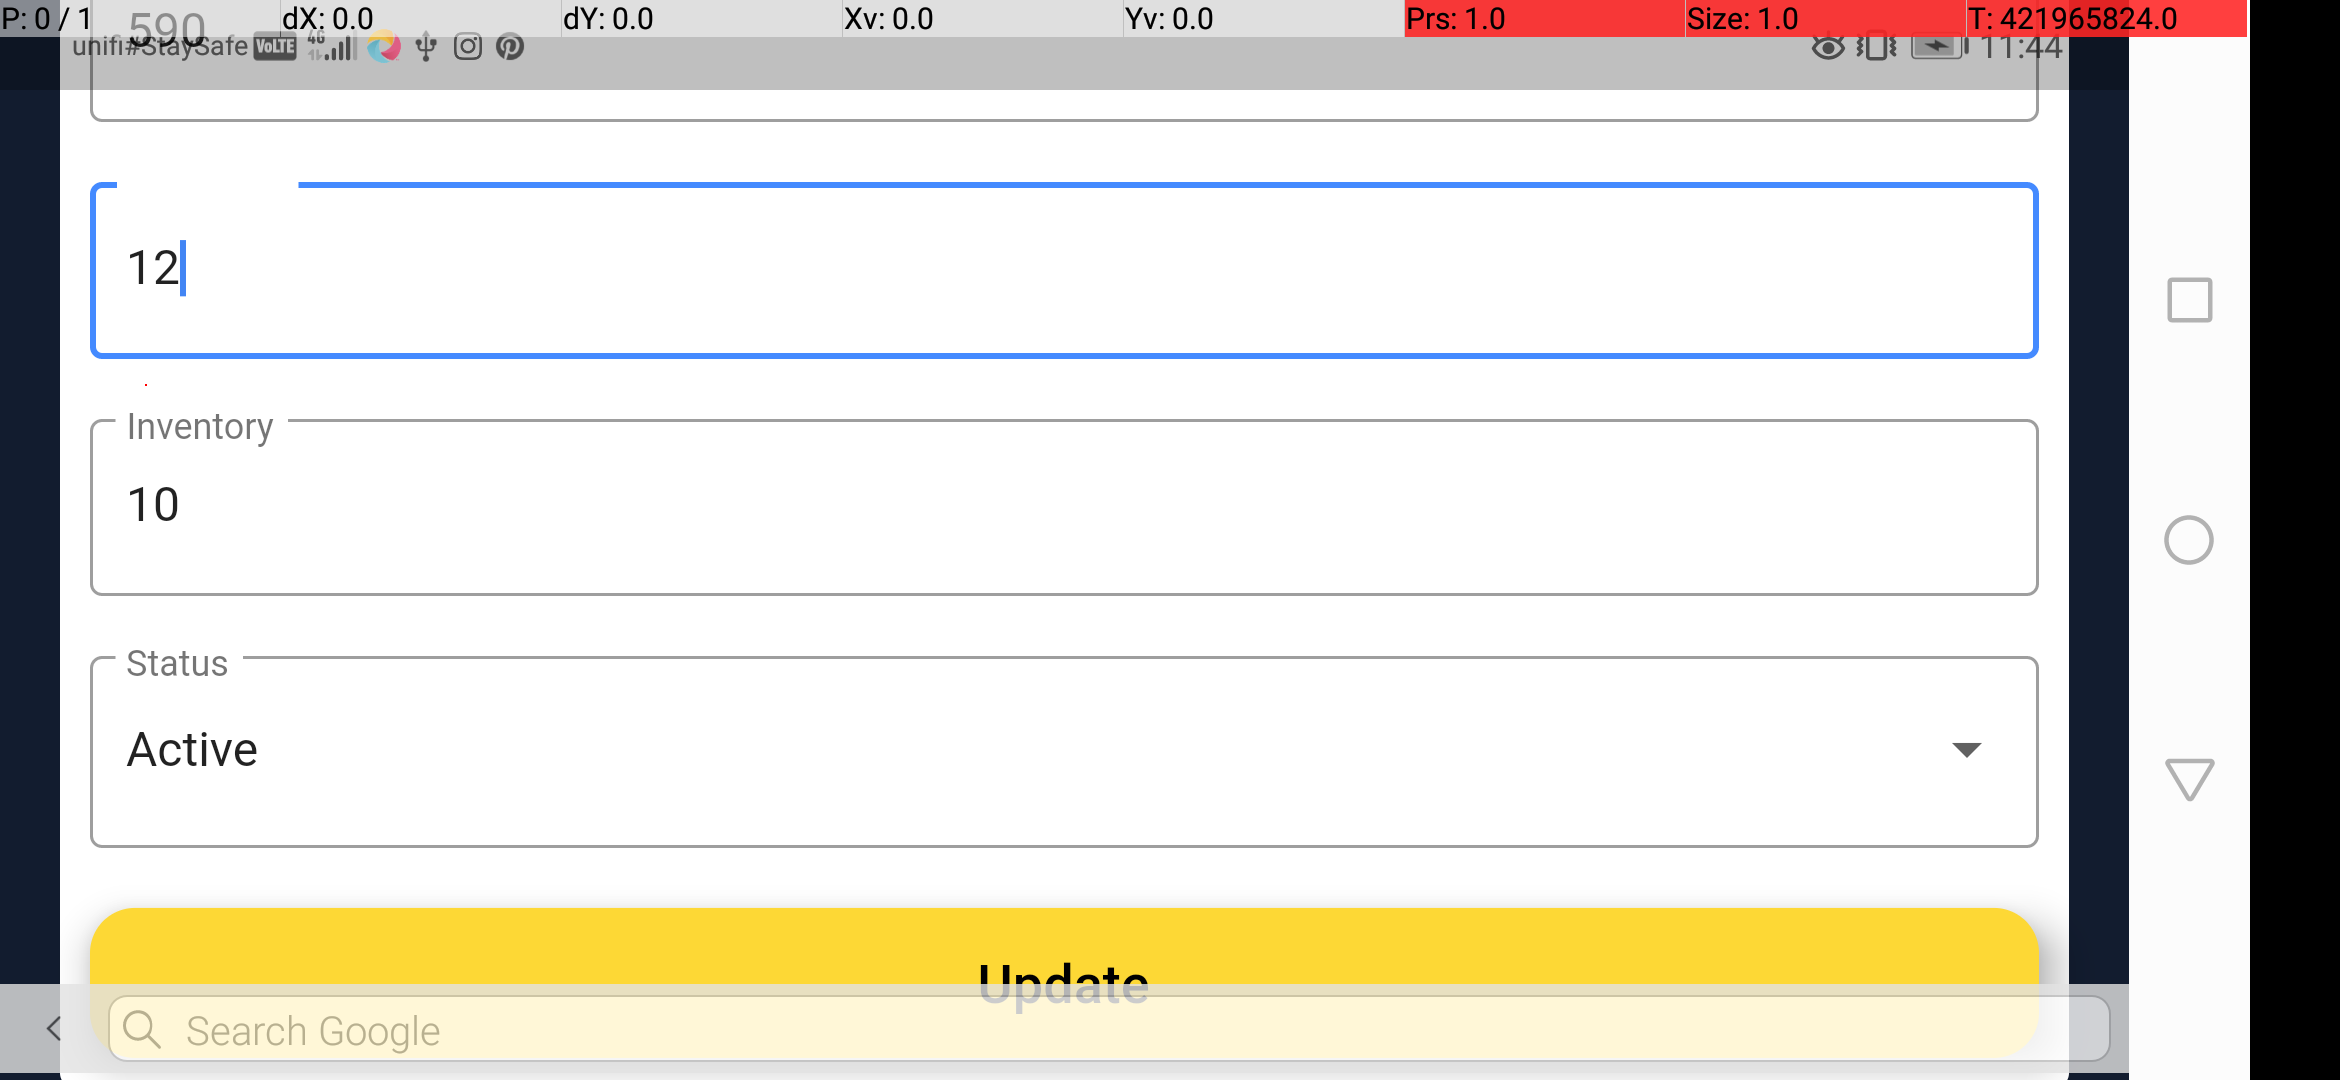 P: 0 / 1 dX: 0.0 dY: 0.0 Xv: 0.0 Yv: 0.0 Prs: 1.0 Size: 1.0 T: 421965824.0
590
unifi#StaySafe VoLTE 4G 11:44
12
Inventory
10
Status
Active
Update
Search Google